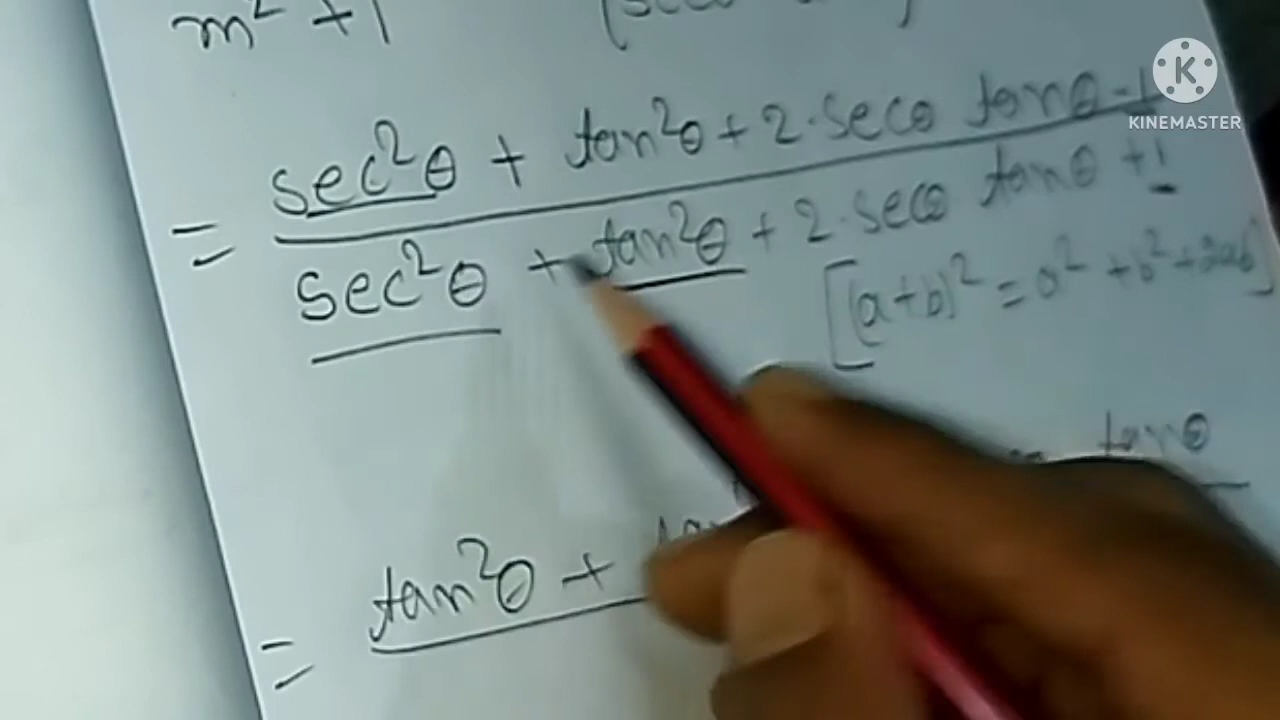 m² + 1
KINEMASTER
sec²θ + tan²θ + 2·secθ tanθ - 1
=
sec²θ + tan²θ + 2·secθ tanθ + 1
[(a+b)² = a² + b² + 2ab]
tanθ
= tan²θ +